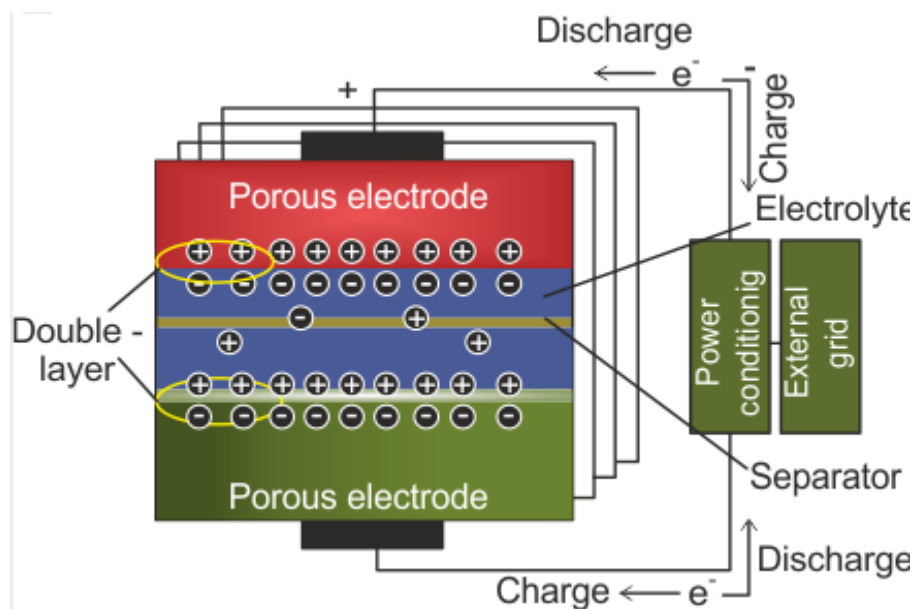 Discharge
e-
-
+
Charge
Porous electrode
Electrolyte
+ + + + + + + + +
- - - - - - - - -
Double -
layer
- +
+ +
Power
conditionig
External
grid
+ + + + + + + + +
- - - - - - - - -
Separator
Porous electrode
Discharge
Charge
e-